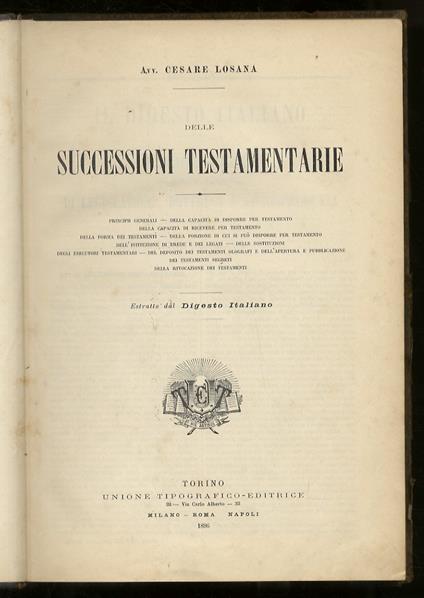 Avv. CESARE LOSANA
DELLE
SUCCESSIONI TESTAMENTARIE
PRINCIPII GENERALI — DELLA CAPACITÀ DI DISPORRE PER TESTAMENTO
DELLA CAPACITÀ DI RICEVERE PER TESTAMENTO
DELLA FORMA DEI TESTAMENTI — DELLA PORZIONE DI CUI SI PUÒ DISPORRE PER TESTAMENTO
DELL'ISTITUZIONE DI EREDE E DEI LEGATI — DELLE SOSTITUZIONI
DEGLI ESECUTORI TESTAMENTARI — DEL DEPOSITO DEI TESTAMENTI OLOGRAFI E DELL'APERTURA E PUBBLICAZIONE
DEI TESTAMENTI SEGRETI
DELLA RIVOCAZIONE DEI TESTAMENTI
Estratto dal Digesto Italiano
TORINO
UNIONE TIPOGRAFICO-EDITRICE
33 — Via Carlo Alberto — 33
MILANO — ROMA NAPOLI
1896